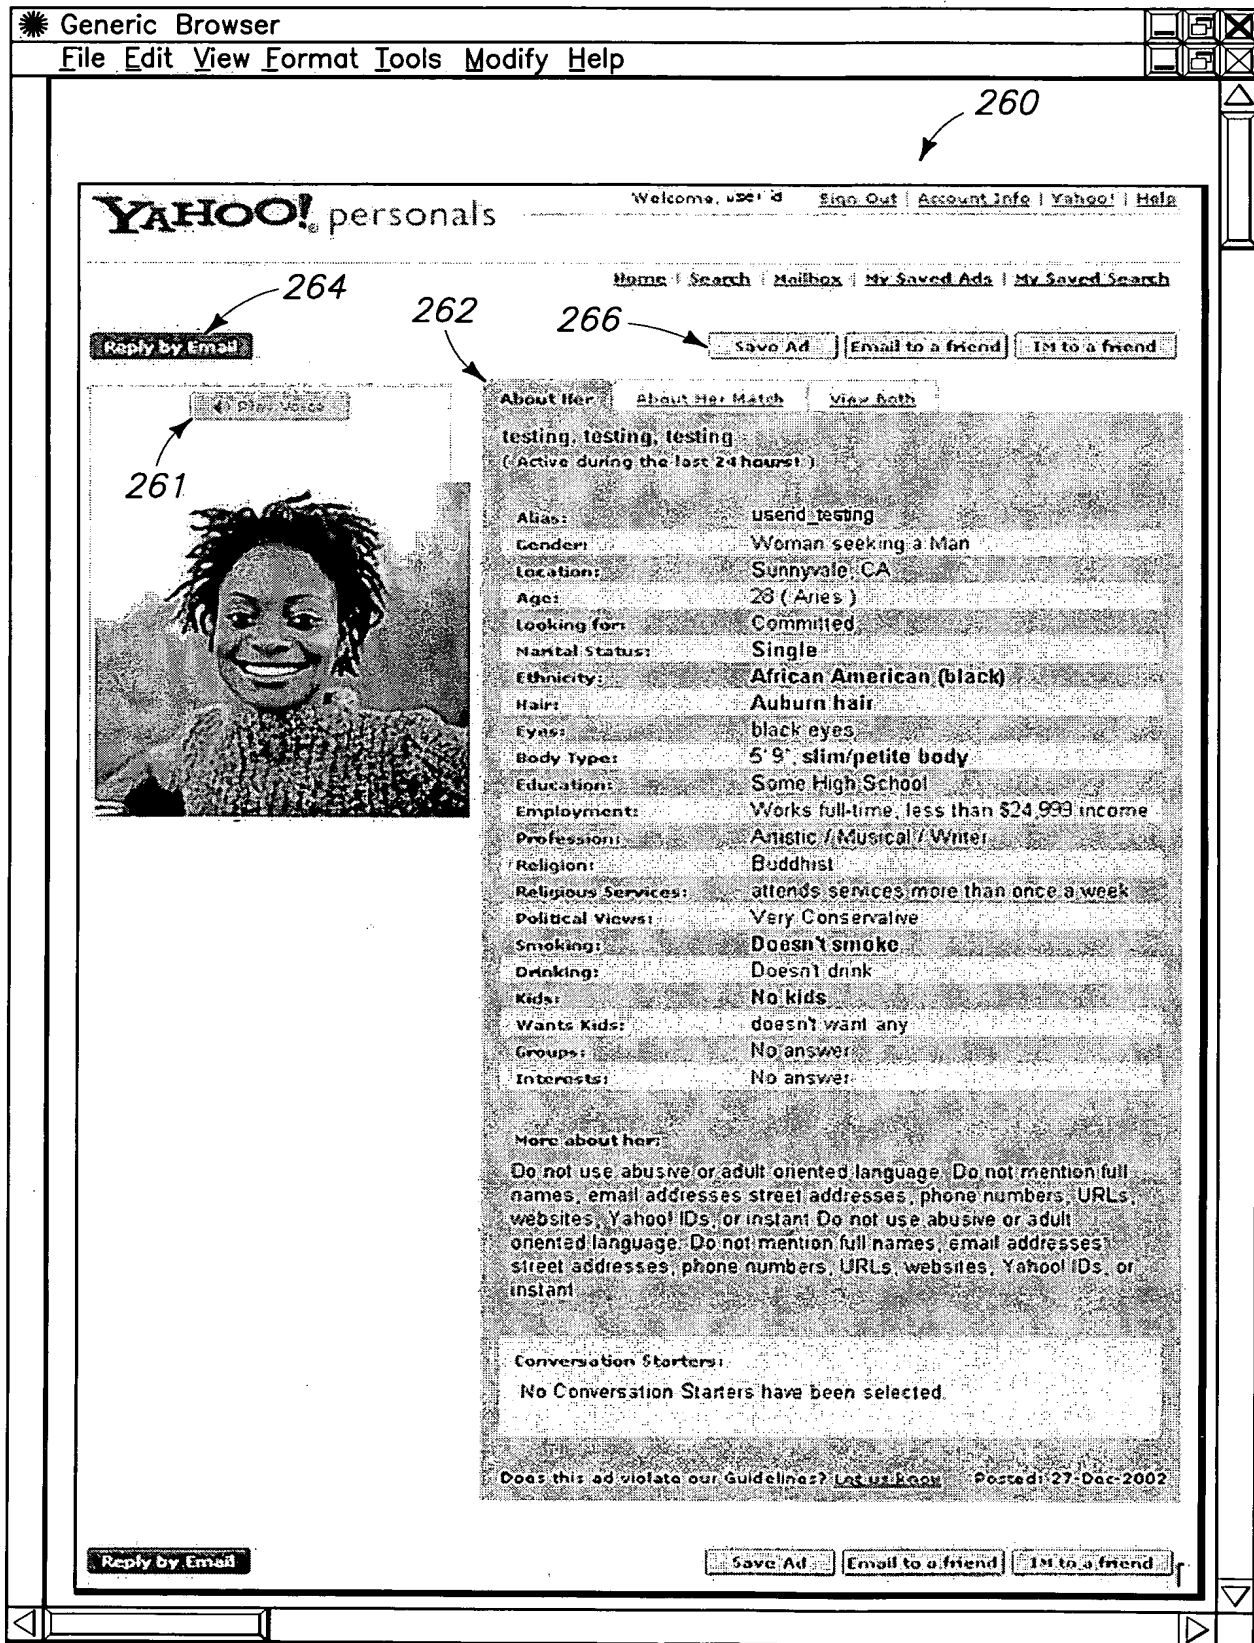 Generic Browser
File Edit View Format Tools Modify Help
260
YAHOO!® personals
Welcome, user id Sign Out | Account Info | Yahoo! | Help
Home | Search | Mailbox | My Saved Ads | My Saved Search
264
262
266
Reply by Email
Save Ad Email to a friend IM to a friend
Play Voice
261
About Her About Her Match View Both
testing, testing, testing
( Active during the last 24 hours! )
Alias: usend_testing
Gender: Woman seeking a Man
Location: Sunnyvale, CA
Age: 28 ( Aries )
Looking for: Committed
Marital Status: Single
Ethnicity: African American (black)
Hair: Auburn hair
Eyes: black eyes
Body Type: 5' 9", slim/petite body
Education: Some High School
Employment: Works full-time, less than $24,999 income
Profession: Artistic / Musical / Writer
Religion: Buddhist
Religious Services: attends services more than once a week
Political Views: Very Conservative
Smoking: Doesn't smoke
Drinking: Doesn't drink
Kids: No kids
Wants Kids: doesn't want any
Groups: No answer
Interests: No answer
More about her:
Do not use abusive or adult oriented language. Do not mention full
names, email addresses street addresses, phone numbers, URLs,
websites, Yahoo! IDs, or instant Do not use abusive or adult
oriented language. Do not mention full names, email addresses
street addresses, phone numbers, URLs, websites, Yahoo! IDs, or
instant
Conversation Starters:
No Conversation Starters have been selected.
Does this ad violate our Guidelines? Let us know Posted: 27-Dec-2002
Reply by Email
Save Ad Email to a friend IM to a friend